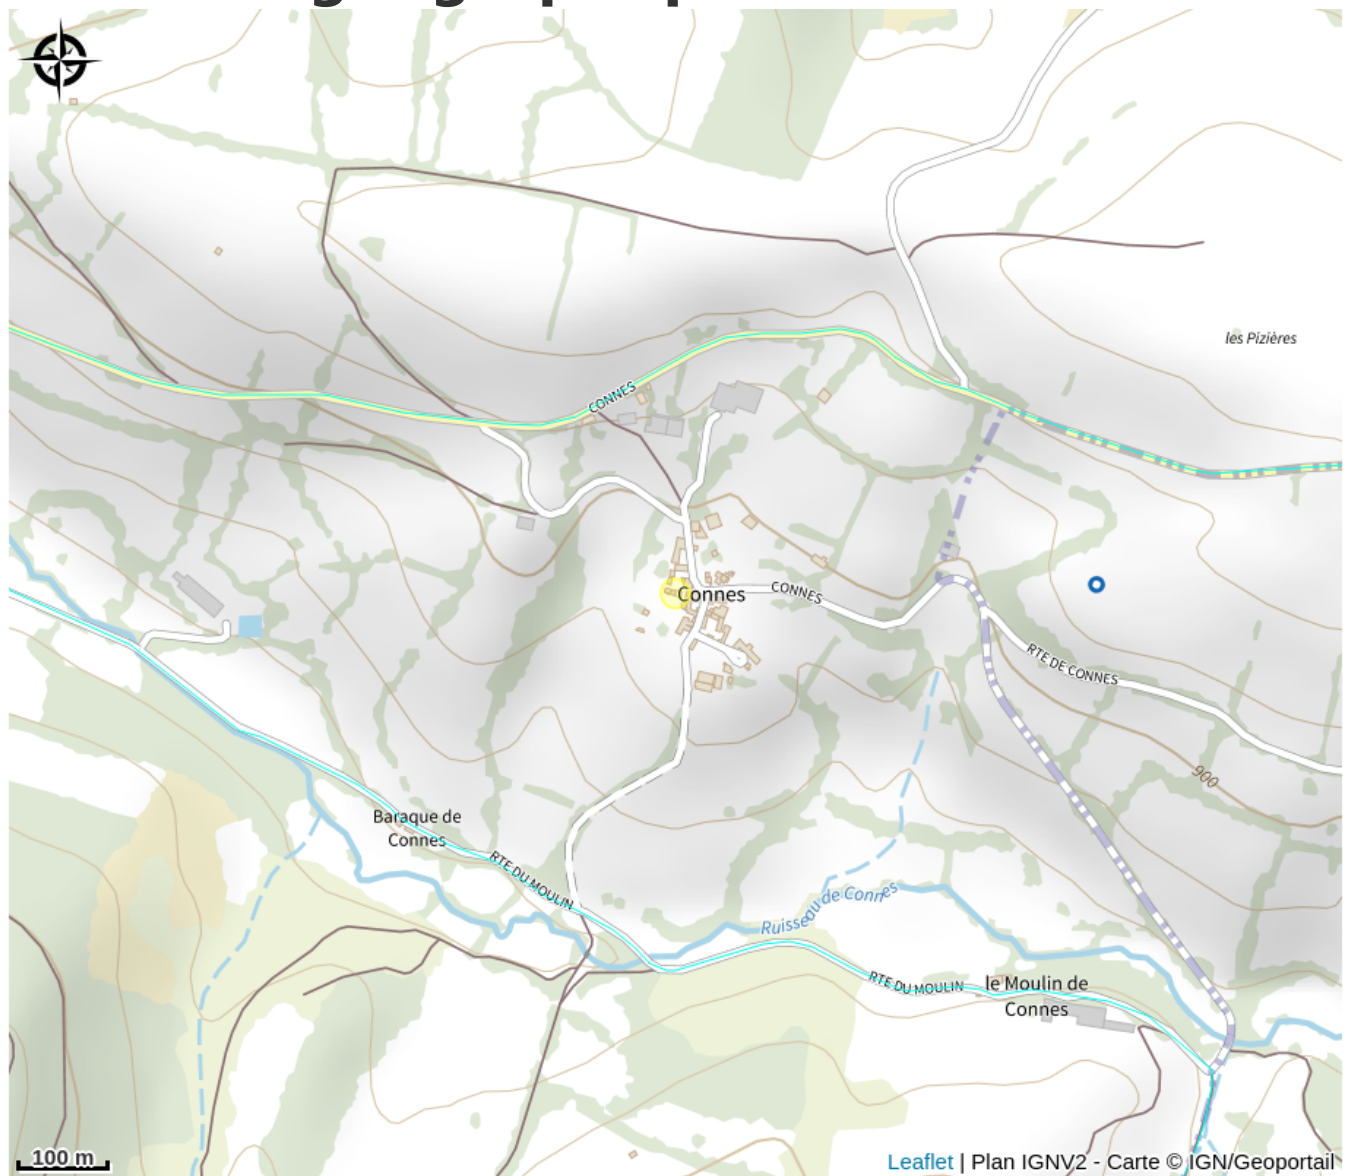 les Pizières
CONNES
Connes
CONNES
RTE DE CONNES
900
Baraque de
Connes
RTE DU MOULIN
Ruisseau de Connes
RTE DU MOULIN
le Moulin de
Connes
100 m
Leaflet | Plan IGNV2 - Carte © IGN/Geoportail